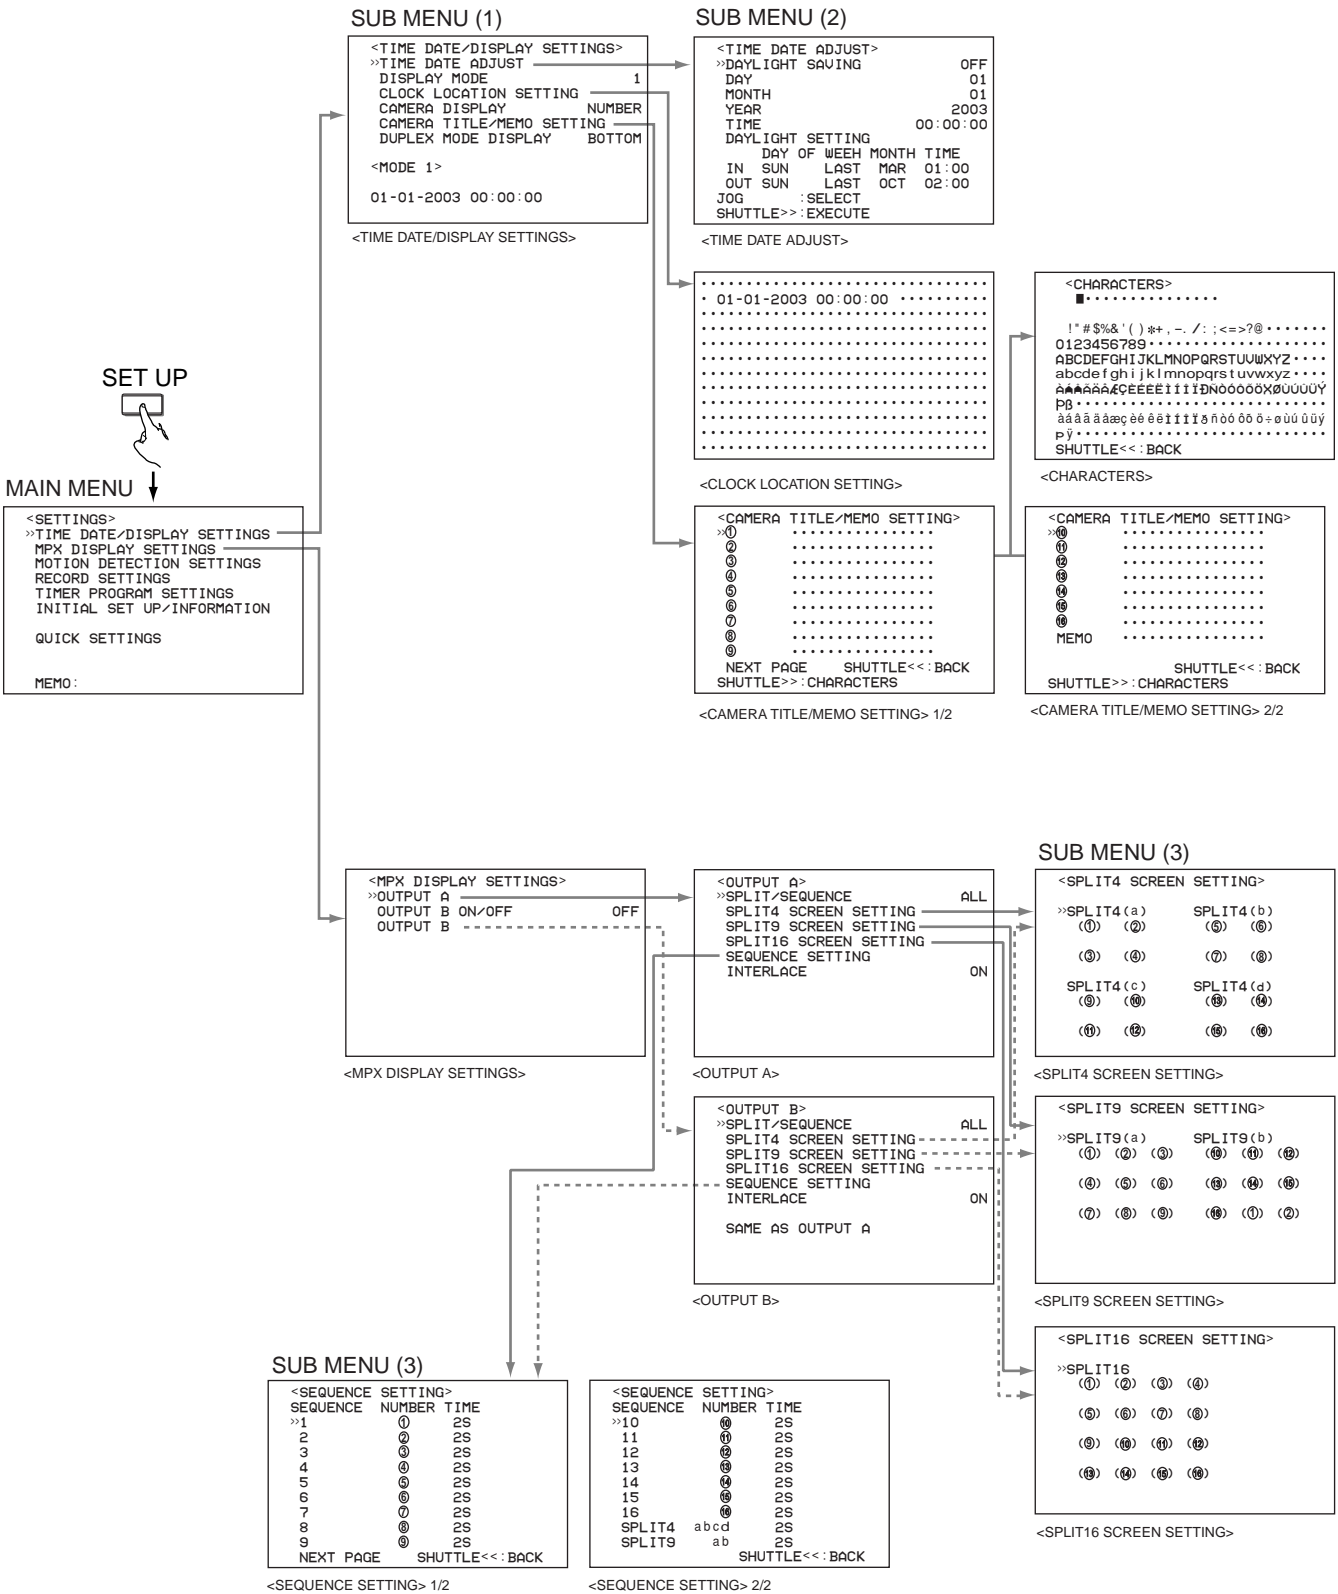 SUB MENU (1)
<TIME DATE/DISPLAY SETTINGS>
»TIME DATE ADJUST
DISPLAY MODE 1
CLOCK LOCATION SETTING
CAMERA DISPLAY NUMBER
CAMERA TITLE/MEMO SETTING
DUPLEX MODE DISPLAY BOTTOM
<MODE 1>
01-01-2003 00:00:00
<TIME DATE/DISPLAY SETTINGS>
SUB MENU (2)
<TIME DATE ADJUST>
»DAYLIGHT SAVING OFF
DAY 01
MONTH 01
YEAR 2003
TIME 00:00:00
DAYLIGHT SETTING
DAY OF WEEH MONTH TIME
IN SUN LAST MAR 01:00
OUT SUN LAST OCT 02:00
JOG :SELECT
SHUTTLE>>:EXECUTE
<TIME DATE ADJUST>
01-01-2003 00:00:00
<CLOCK LOCATION SETTING>
<CHARACTERS>
!"#$%&'()*+,-./:;<=>?@
0123456789
ABCDEFGHIJKLMNOPQRSTUVWXYZ
abcdefghijklmnopqrstuvwxyz
SHUTTLE<<:BACK
<CHARACTERS>
SET UP
MAIN MENU
<SETTINGS>
»TIME DATE/DISPLAY SETTINGS
MPX DISPLAY SETTINGS
MOTION DETECTION SETTINGS
RECORD SETTINGS
TIMER PROGRAM SETTINGS
INITIAL SET UP/INFORMATION
QUICK SETTINGS
MEMO:
<CAMERA TITLE/MEMO SETTING>
»①
②
③
④
⑤
⑥
⑦
⑧
⑨
NEXT PAGE SHUTTLE<<:BACK
SHUTTLE>>:CHARACTERS
<CAMERA TITLE/MEMO SETTING> 1/2
<CAMERA TITLE/MEMO SETTING>
»⑩
⑪
⑫
⑬
⑭
⑮
⑯
MEMO
SHUTTLE<<:BACK
SHUTTLE>>:CHARACTERS
<CAMERA TITLE/MEMO SETTING> 2/2
<MPX DISPLAY SETTINGS>
»OUTPUT A
OUTPUT B ON/OFF OFF
OUTPUT B
<MPX DISPLAY SETTINGS>
<OUTPUT A>
»SPLIT/SEQUENCE ALL
SPLIT4 SCREEN SETTING
SPLIT9 SCREEN SETTING
SPLIT16 SCREEN SETTING
SEQUENCE SETTING
INTERLACE ON
<OUTPUT A>
<OUTPUT B>
»SPLIT/SEQUENCE ALL
SPLIT4 SCREEN SETTING
SPLIT9 SCREEN SETTING
SPLIT16 SCREEN SETTING
SEQUENCE SETTING
INTERLACE ON
SAME AS OUTPUT A
<OUTPUT B>
SUB MENU (3)
<SPLIT4 SCREEN SETTING>
»SPLIT4(a) SPLIT4(b)
(①) (②) (⑤) (⑥)
(③) (④) (⑦) (⑧)
SPLIT4(c) SPLIT4(d)
(⑨) (⑩) (⑬) (⑭)
(⑪) (⑫) (⑮) (⑯)
<SPLIT4 SCREEN SETTING>
<SPLIT9 SCREEN SETTING>
»SPLIT9(a) SPLIT9(b)
(①) (②) (③) (⑩) (⑪) (⑫)
(④) (⑤) (⑥) (⑬) (⑭) (⑮)
(⑦) (⑧) (⑨) (⑯) (①) (②)
<SPLIT9 SCREEN SETTING>
<SPLIT16 SCREEN SETTING>
»SPLIT16
(①) (②) (③) (④)
(⑤) (⑥) (⑦) (⑧)
(⑨) (⑩) (⑪) (⑫)
(⑬) (⑭) (⑮) (⑯)
<SPLIT16 SCREEN SETTING>
SUB MENU (3)
<SEQUENCE SETTING>
SEQUENCE NUMBER TIME
»1 ① 2S
2 ② 2S
3 ③ 2S
4 ④ 2S
5 ⑤ 2S
6 ⑥ 2S
7 ⑦ 2S
8 ⑧ 2S
9 ⑨ 2S
NEXT PAGE SHUTTLE<<:BACK
<SEQUENCE SETTING> 1/2
<SEQUENCE SETTING>
SEQUENCE NUMBER TIME
»10 ⑩ 2S
11 ⑪ 2S
12 ⑫ 2S
13 ⑬ 2S
14 ⑭ 2S
15 ⑮ 2S
16 ⑯ 2S
SPLIT4 abcd 2S
SPLIT9 ab 2S
SHUTTLE<<:BACK
<SEQUENCE SETTING> 2/2